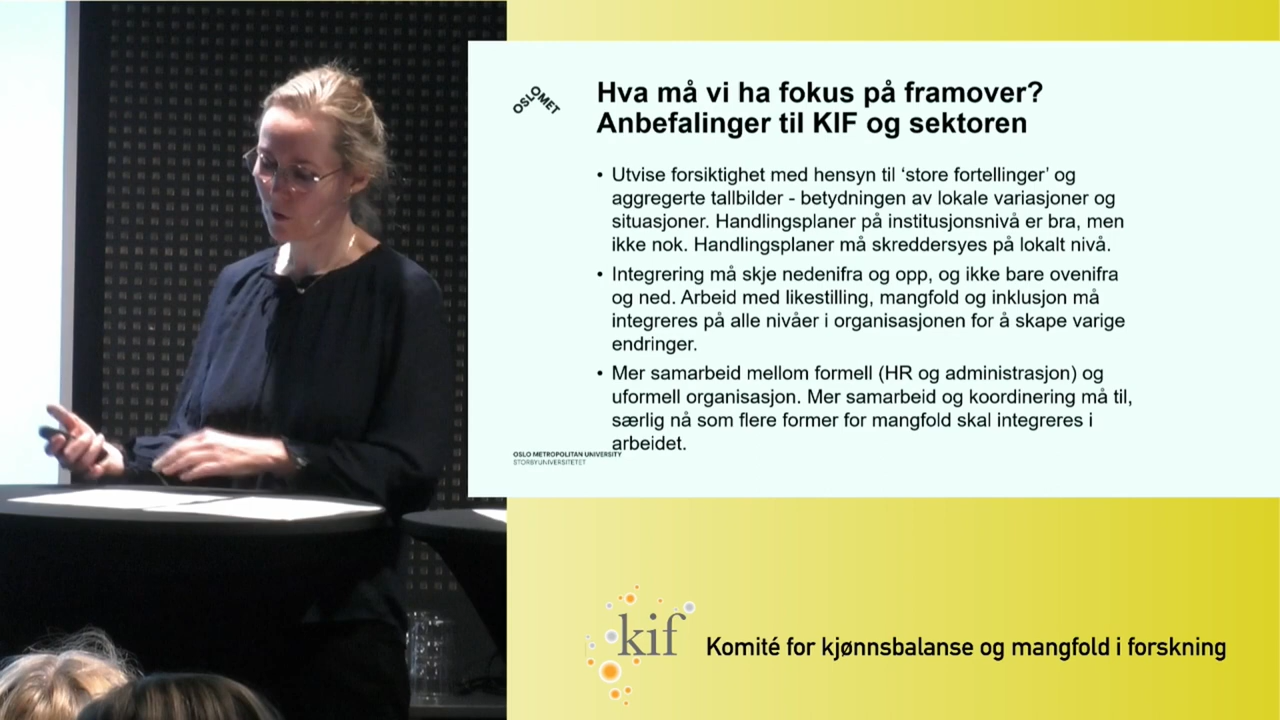 OSLOMET
Hva må vi ha fokus på framover?
Anbefalinger til KIF og sektoren
• Utvise forsiktighet med hensyn til ‘store fortellinger’ og
aggregerte tallbilder - betydningen av lokale variasjoner og
situasjoner. Handlingsplaner på institusjonsnivå er bra, men
ikke nok. Handlingsplaner må skreddersyes på lokalt nivå.
• Integrering må skje nedenifra og opp, og ikke bare ovenifra
og ned. Arbeid med likestilling, mangfold og inklusjon må
integreres på alle nivåer i organisasjonen for å skape varige
endringer.
• Mer samarbeid mellom formell (HR og administrasjon) og
uformell organisasjon. Mer samarbeid og koordinering må til,
særlig nå som flere former for mangfold skal integreres i
arbeidet.
OSLO METROPOLITAN UNIVERSITY
STORBYUNIVERSITETET
kif
Komité for kjønnsbalanse og mangfold i forskning